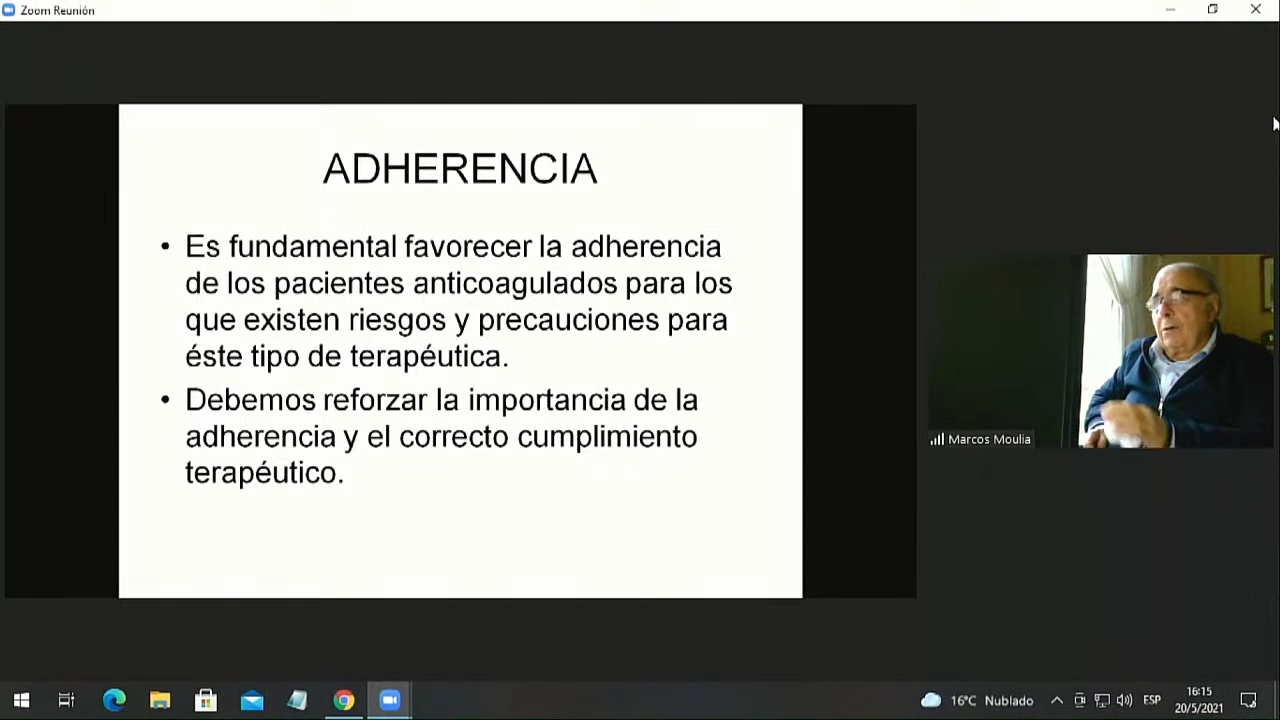 Zoom Reunión
ADHERENCIA
• Es fundamental favorecer la adherencia
de los pacientes anticoagulados para los
que existen riesgos y precauciones para
éste tipo de terapéutica.
• Debemos reforzar la importancia de la
adherencia y el correcto cumplimiento
terapéutico.
Marcos Moulia
16°C Nublado
ESP
16:15
20/5/2021